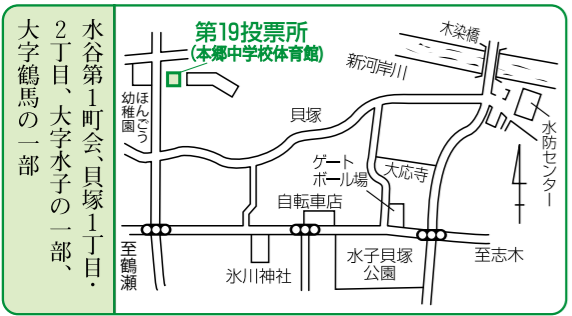 水谷第１町会、貝塚１丁目・
２丁目、大字水子の一部、
大字鶴馬の一部
第19投票所
(本郷中学校体育館)
木染橋
新河岸川
ほんごう
幼稚園
貝塚
水防センター
ゲート
ボール場
大応寺
自転車店
至鶴瀬
氷川神社
水子貝塚
公園
至志木